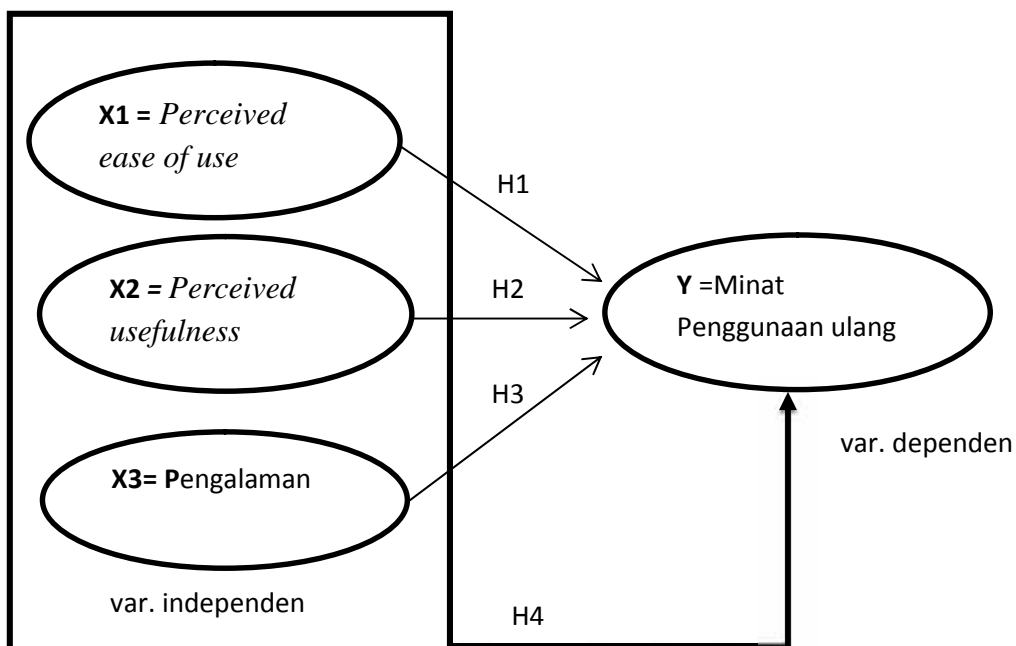 X1 = Perceived
ease of use
H1
X2 = Perceived
usefulness
H2
Y =Minat
Penggunaan ulang
H3
var. dependen
X3= Pengalaman
var. independen
H4